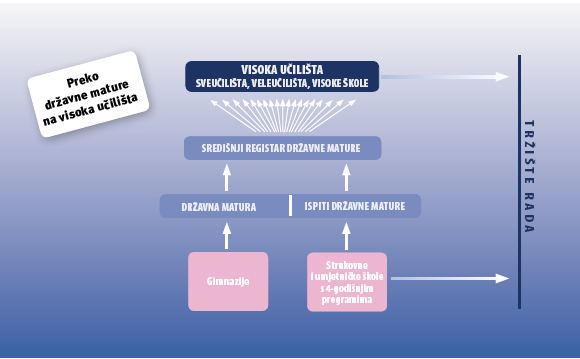 Preko
državne mature
na visoka učilišta
VISOKA UČILIŠTA
SVEUČILIŠTA, VELEUČILIŠTA, VISOKE ŠKOLE
SREDIŠNJI REGISTAR DRŽAVNE MATURE
DRŽAVNA MATURA
ISPITI DRŽAVNE MATURE
Gimnazije
Strukovne
i umjetničke škole
s 4-godišnjim
programima
TRŽIŠTE RADA